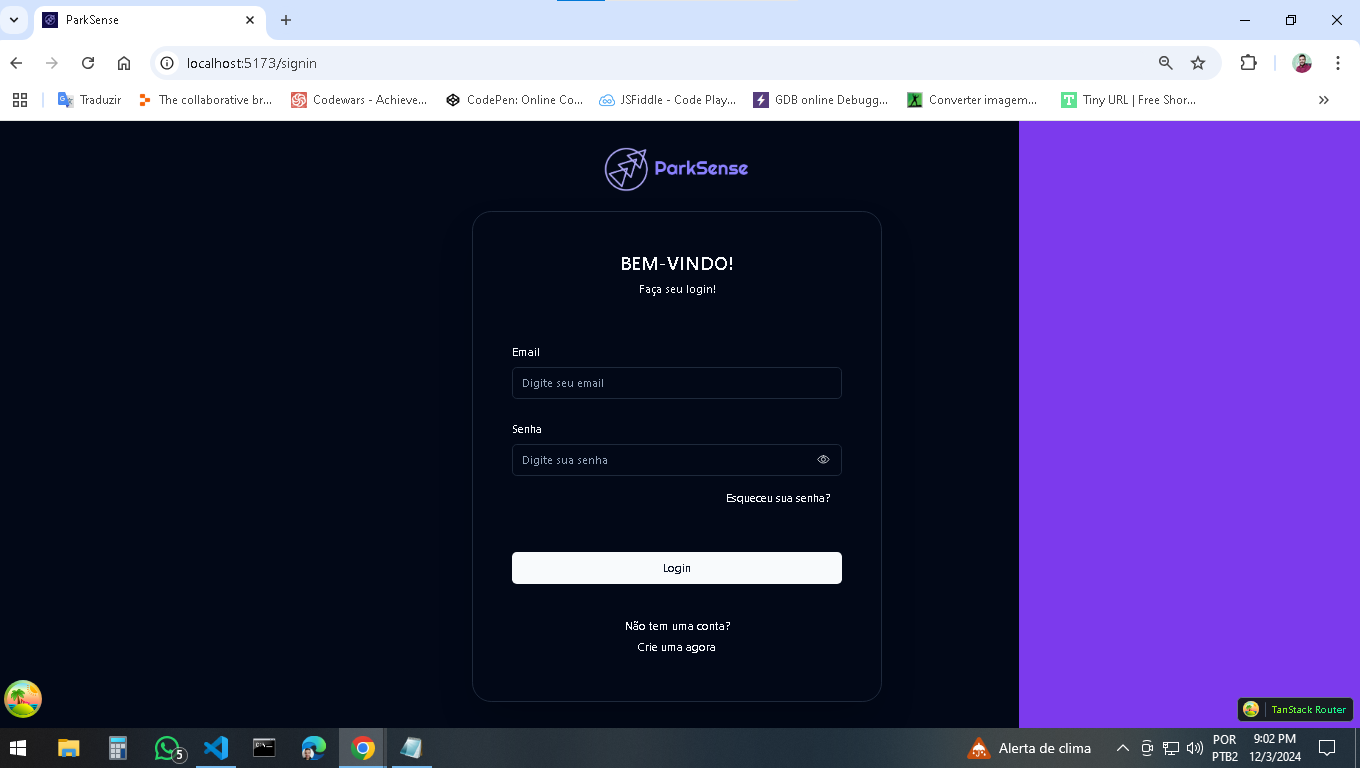 ParkSense
localhost:5173/signin
Traduzir
The collaborative br...
Codewars - Achieve...
CodePen: Online Co...
JSFiddle - Code Play...
GDB online Debugg...
Converter imagem...
Tiny URL | Free Shor...
ParkSense
BEM-VINDO!
Faça seu login!
Email
Digite seu email
Senha
Digite sua senha
Esqueceu sua senha?
Login
Não tem uma conta?
Crie uma agora
TanStack Router
5
Alerta de clima
POR
PTB2
9:02 PM
12/3/2024